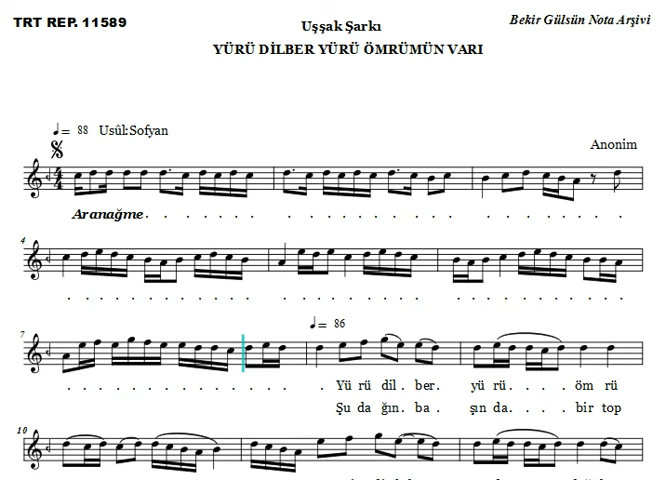 TRT REP. 11589
Bekir Gülsün Nota Arşivi
Uşşak Şarkı
YÜRÜ DİLBER YÜRÜ ÖMRÜMÜN VARI
= 88 Usûl:Sofyan
Anonim
4
4
Aranağme. . . . . . . . . . . . . . . . . . . . .
4
7
= 86
Yü rü dil. ber. yü rü. . . . öm rü
Şu da ğın. ba. şın da. . . . bir top
10